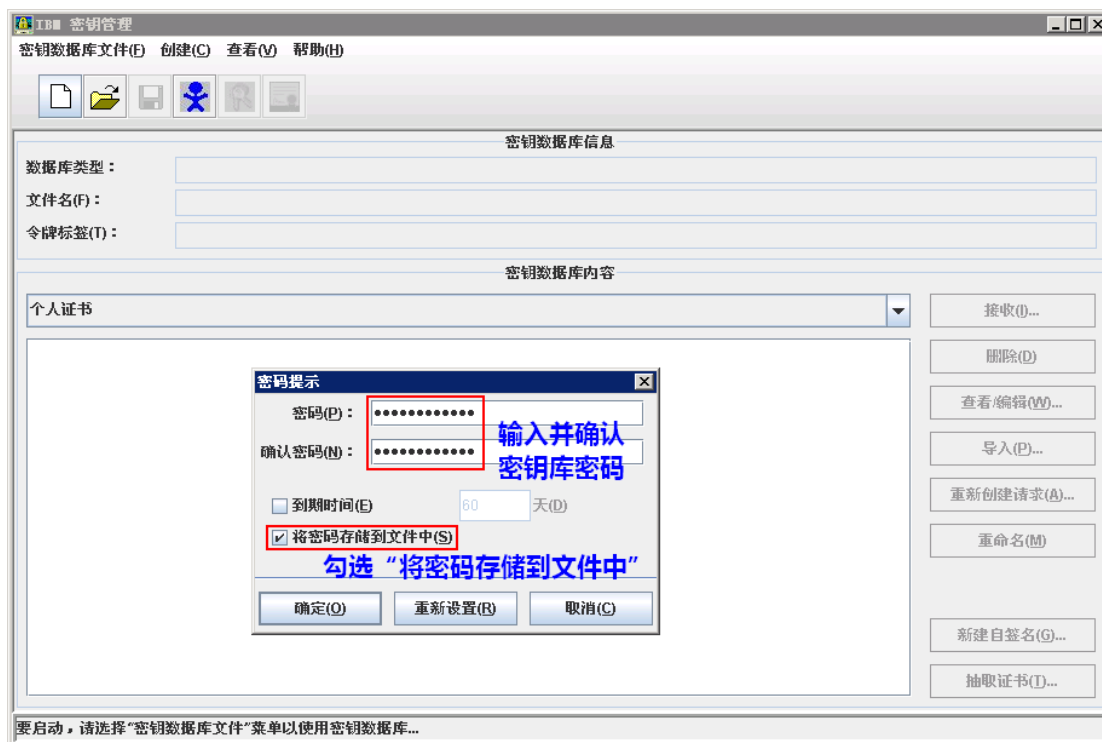 IBM 密钥管理
密钥数据库文件(F) 创建(C) 查看(V) 帮助(H)
密钥数据库信息
数据库类型：
文件名(F)：
令牌标签(T)：
密钥数据库内容
个人证书
接收(I)...
删除(D)
查看/编辑(W)...
导入(P)...
重新创建请求(A)...
重命名(M)
新建自签名(G)...
抽取证书(T)...
密码提示
密码(P)： ●●●●●●●●●●●●
确认密码(N)： ●●●●●●●●●●●●
输入并确认
密钥库密码
到期时间(E) 60 天(D)
将密码存储到文件中(S)
勾选“将密码存储到文件中”
确定(O) 重新设置(R) 取消(C)
要启动，请选择“密钥数据库文件”菜单以使用密钥数据库...